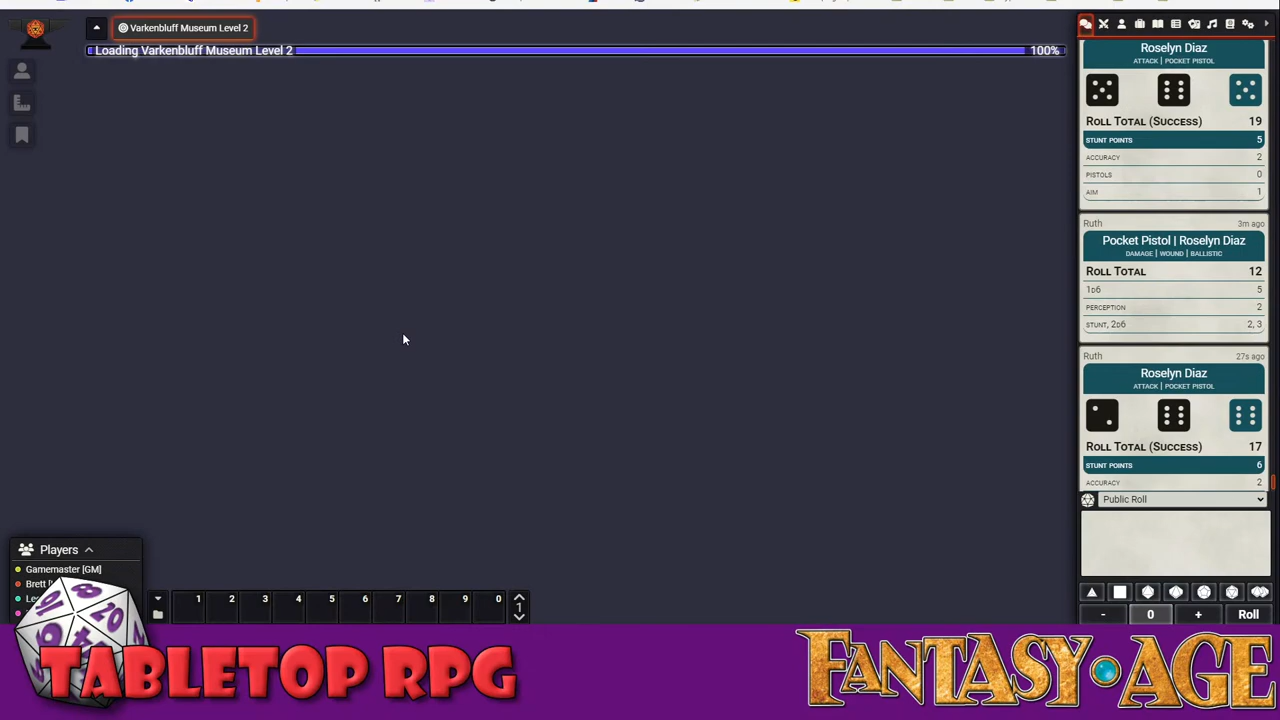 Varkenbluff Museum Level 2
Loading Varkenbluff Museum Level 2 100%
Roselyn Diaz
ATTACK | POCKET PISTOL
ROLL TOTAL (SUCCESS) 19
STUNT POINTS 5
ACCURACY 2
PISTOLS 0
AIM 1
Ruth 3m ago
Pocket Pistol | Roselyn Diaz
DAMAGE | WOUND | BALLISTIC
ROLL TOTAL 12
1D6 5
PERCEPTION 2
STUNT, 2D6 2, 3
Ruth 27s ago
Roselyn Diaz
ATTACK | POCKET PISTOL
ROLL TOTAL (SUCCESS) 17
STUNT POINTS 6
ACCURACY 2
Public Roll
- 0 + Roll
Players
Gamemaster [GM]
Brett
1 2 3 4 5 6 7 8 9 0
1
TABLETOP RPG
FANTASY AGE